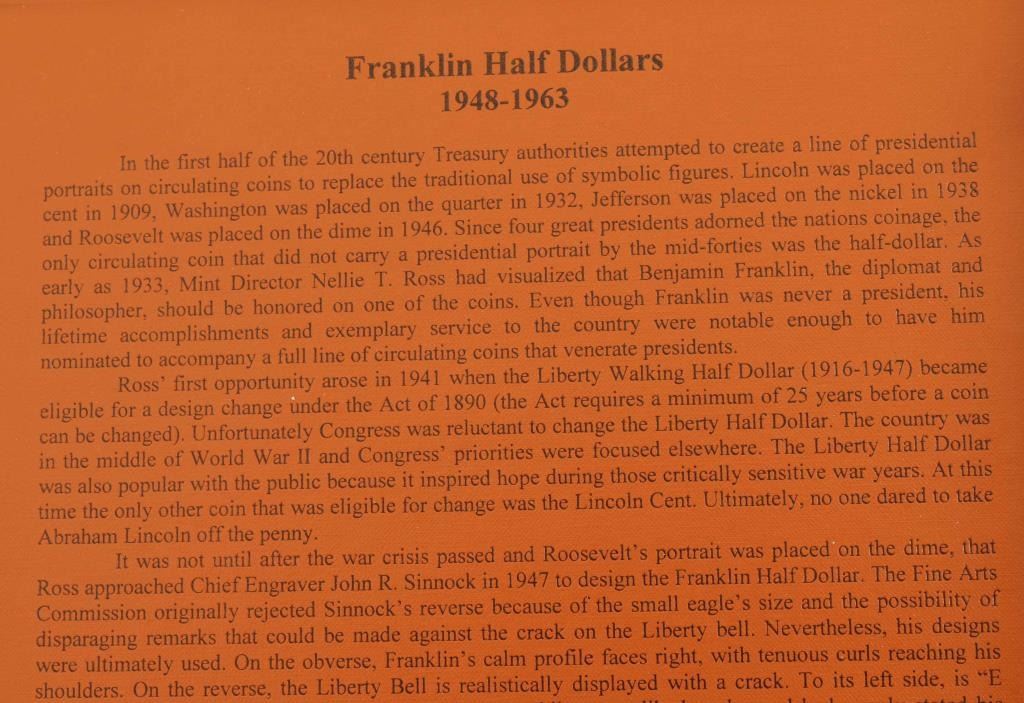 Franklin Half Dollars
1948-1963
In the first half of the 20th century Treasury authorities attempted to create a line of presidential
portraits on circulating coins to replace the traditional use of symbolic figures. Lincoln was placed on the
cent in 1909, Washington was placed on the quarter in 1932, Jefferson was placed on the nickel in 1938
and Roosevelt was placed on the dime in 1946. Since four great presidents adorned the nations coinage, the
only circulating coin that did not carry a presidential portrait by the mid-forties was the half-dollar. As
early as 1933, Mint Director Nellie T. Ross had visualized that Benjamin Franklin, the diplomat and
philosopher, should be honored on one of the coins. Even though Franklin was never a president, his
lifetime accomplishments and exemplary service to the country were notable enough to have him
nominated to accompany a full line of circulating coins that venerate presidents.
Ross' first opportunity arose in 1941 when the Liberty Walking Half Dollar (1916-1947) became
eligible for a design change under the Act of 1890 (the Act requires a minimum of 25 years before a coin
can be changed). Unfortunately Congress was reluctant to change the Liberty Half Dollar. The country was
in the middle of World War II and Congress' priorities were focused elsewhere. The Liberty Half Dollar
was also popular with the public because it inspired hope during those critically sensitive war years. At this
time the only other coin that was eligible for change was the Lincoln Cent. Ultimately, no one dared to take
Abraham Lincoln off the penny.
It was not until after the war crisis passed and Roosevelt's portrait was placed on the dime, that
Ross approached Chief Engraver John R. Sinnock in 1947 to design the Franklin Half Dollar. The Fine Arts
Commission originally rejected Sinnock's reverse because of the small eagle's size and the possibility of
disparaging remarks that could be made against the crack on the Liberty bell. Nevertheless, his designs
were ultimately used. On the obverse, Franklin's calm profile faces right, with tenuous curls reaching his
shoulders. On the reverse, the Liberty Bell is realistically displayed with a crack. To its left side, is "E